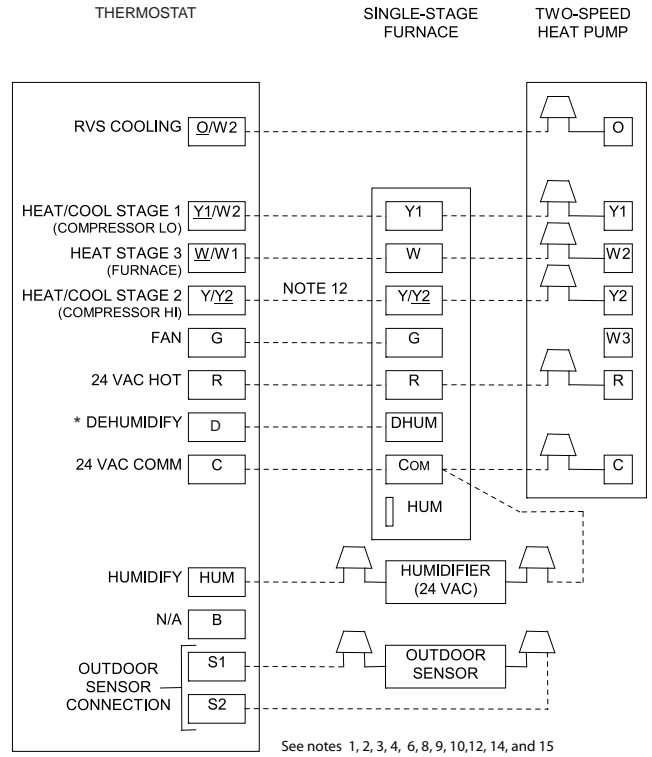 THERMOSTAT
SINGLE-STAGE
FURNACE
TWO-SPEED
HEAT PUMP
RVS COOLING O/W2 O
HEAT/COOL STAGE 1 Y1/W2 Y1 Y1
(COMPRESSOR LO)
HEAT STAGE 3 W/W1 W W2
(FURNACE)
HEAT/COOL STAGE 2 Y/Y2 NOTE 12 Y/Y2 Y2
(COMPRESSOR HI)
FAN G G W3
24 VAC HOT R R R
* DEHUMIDIFY D DHUM
24 VAC COMM C COM C
HUM
HUMIDIFY HUM HUMIDIFIER
(24 VAC)
N/A B
OUTDOOR
SENSOR
CONNECTION
S1
S2
OUTDOOR
SENSOR
See notes 1, 2, 3, 4, 6, 8, 9, 10,12, 14, and 15